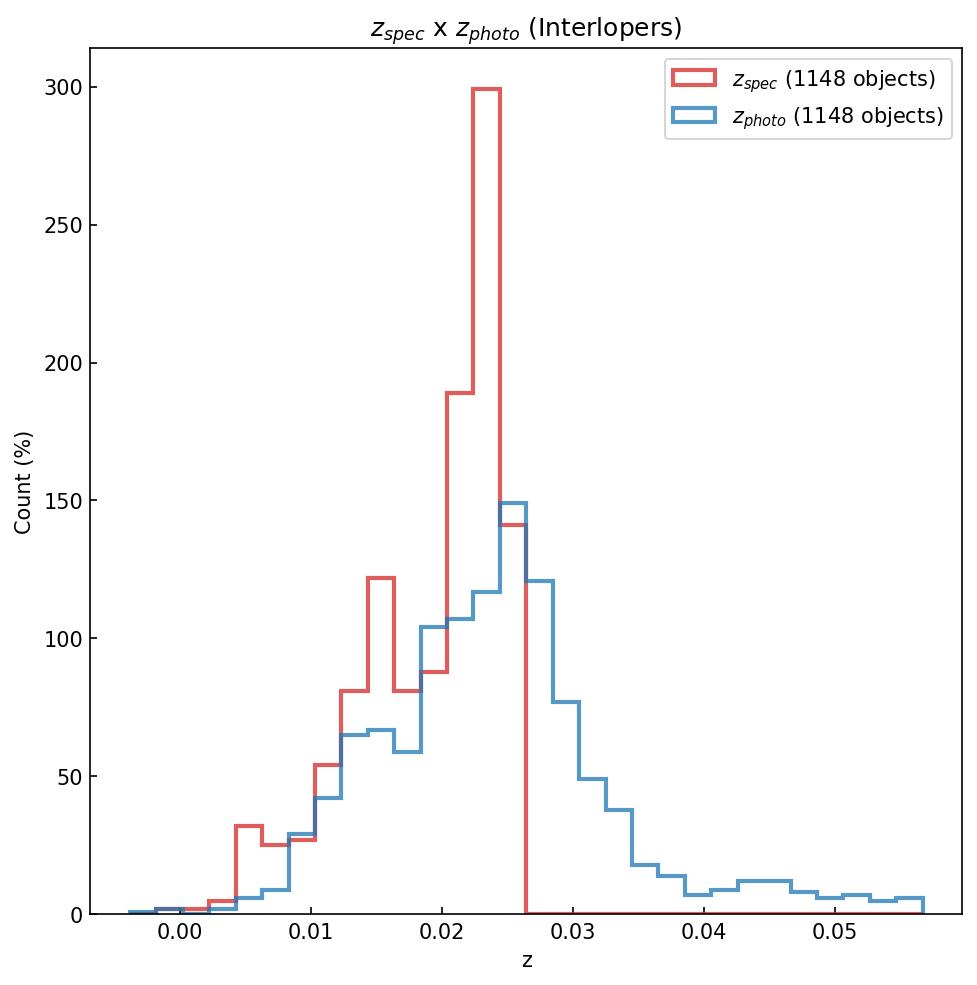 z_spec x z_photo (Interlopers)
z_spec (1148 objects)
z_photo (1148 objects)
Count (%)
300
250
200
150
100
50
0
0.00 0.01 0.02 0.03 0.04 0.05
z